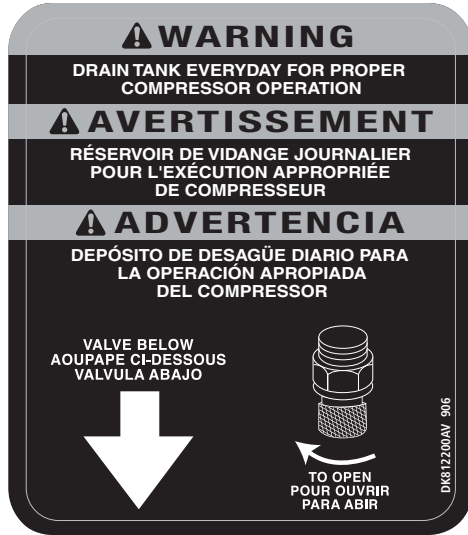 WARNING
DRAIN TANK EVERYDAY FOR PROPER
COMPRESSOR OPERATION
AVERTISSEMENT
RÉSERVOIR DE VIDANGE JOURNALIER
POUR L'EXÉCUTION APPROPRIÉE
DE COMPRESSEUR
ADVERTENCIA
DEPÓSITO DE DESAGÜE DIARIO PARA
LA OPERACIÓN APROPIADA
DEL COMPRESSOR
VALVE BELOW
AOUPAPE CI-DESSOUS
VALVULA ABAJO
TO OPEN
POUR OUVRIR
PARA ABIR
DK812200AV 906